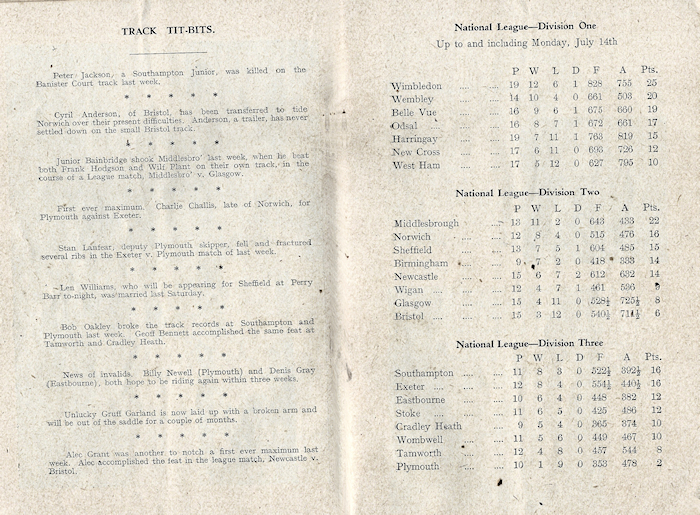 TRACK TIT-BITS.
Peter Jackson, a Southampton Junior, was killed on the
Banister Court track last week.
* * * * *
Cyril Anderson, of Bristol, has been transferred to tide
Norwich over their present difficulties. Anderson, a trailer, has never
settled down on the small Bristol track.
* * * * *
Junior Bainbridge shook Middlesbro' last week, when he beat
both Frank Hodgson and Wilf Plant on their own track, in the
course of a League match, Middlesbro' v. Glasgow.
* * * * *
First ever maximum. Charlie Challis, late of Norwich, for
Plymouth against Exeter.
* * * * *
Stan Lanfear, deputy Plymouth skipper, fell and fractured
several ribs in the Exeter v. Plymouth match of last week.
* * * * *
Len Williams, who will be appearing for Sheffield at Perry
Barr to-night, was married last Saturday.
* * * * *
Bob Oakley broke the track records at Southampton and
Plymouth last week. Geoff Bennett accomplished the same feat at
Tamworth and Cradley Heath.
* * * * *
News of invalids. Billy Newell (Plymouth) and Denis Gray
(Eastbourne), both hope to be riding again within three weeks.
* * * * *
Unlucky Gruff Garland is now laid up with a broken arm and
will be out of the saddle for a couple of months.
* * * * *
Alec Grant was another to notch a first ever maximum last
week. Alec accomplished the feat in the league match, Newcastle v.
Bristol.
National League—Division One
Up to and including Monday, July 14th
P W L D F A Pts.
Wimbledon .... .... 19 12 6 1 828 755 25
Wembley .... .... 14 10 4 0 661 503 20
Belle Vue .... .... 16 9 6 1 675 660 19
Odsal .... .... 16 8 7 1 672 661 17
Harringay .... .... 19 7 11 1 763 819 15
New Cross .... .... 17 6 11 0 693 726 12
West Ham .... .... 17 5 12 0 627 795 10
National League—Division Two
P W L D F A Pts.
Middlesbrough .... 13 11 2 0 643 433 22
Norwich .... .... 12 8 4 0 515 476 16
Sheffield .... .... 13 7 5 1 604 485 15
Birmingham .... .... 9 7 2 0 418 333 14
Newcastle .... .... 15 6 7 2 612 632 14
Wigan .... .... 12 4 7 1 461 536 9
Glasgow .... .... 15 4 11 0 528½ 725½ 8
Bristol .... .... 15 3 12 0 540½ 711½ 6
National League—Division Three
P W L D F A Pts.
Southampton .... 11 8 3 0 522½ 392½ 16
Exeter .... .... 12 8 4 0 554½ 440½ 16
Eastbourne .... .... 10 6 4 0 448 382 12
Stoke .... .... 11 6 5 0 425 486 12
Cradley Heath .... 9 5 4 0 365 374 10
Wombwell .... .... 11 5 6 0 449 467 10
Tamworth .... .... 12 4 8 0 457 544 8
Plymouth .... .... 10 1 9 0 353 478 2